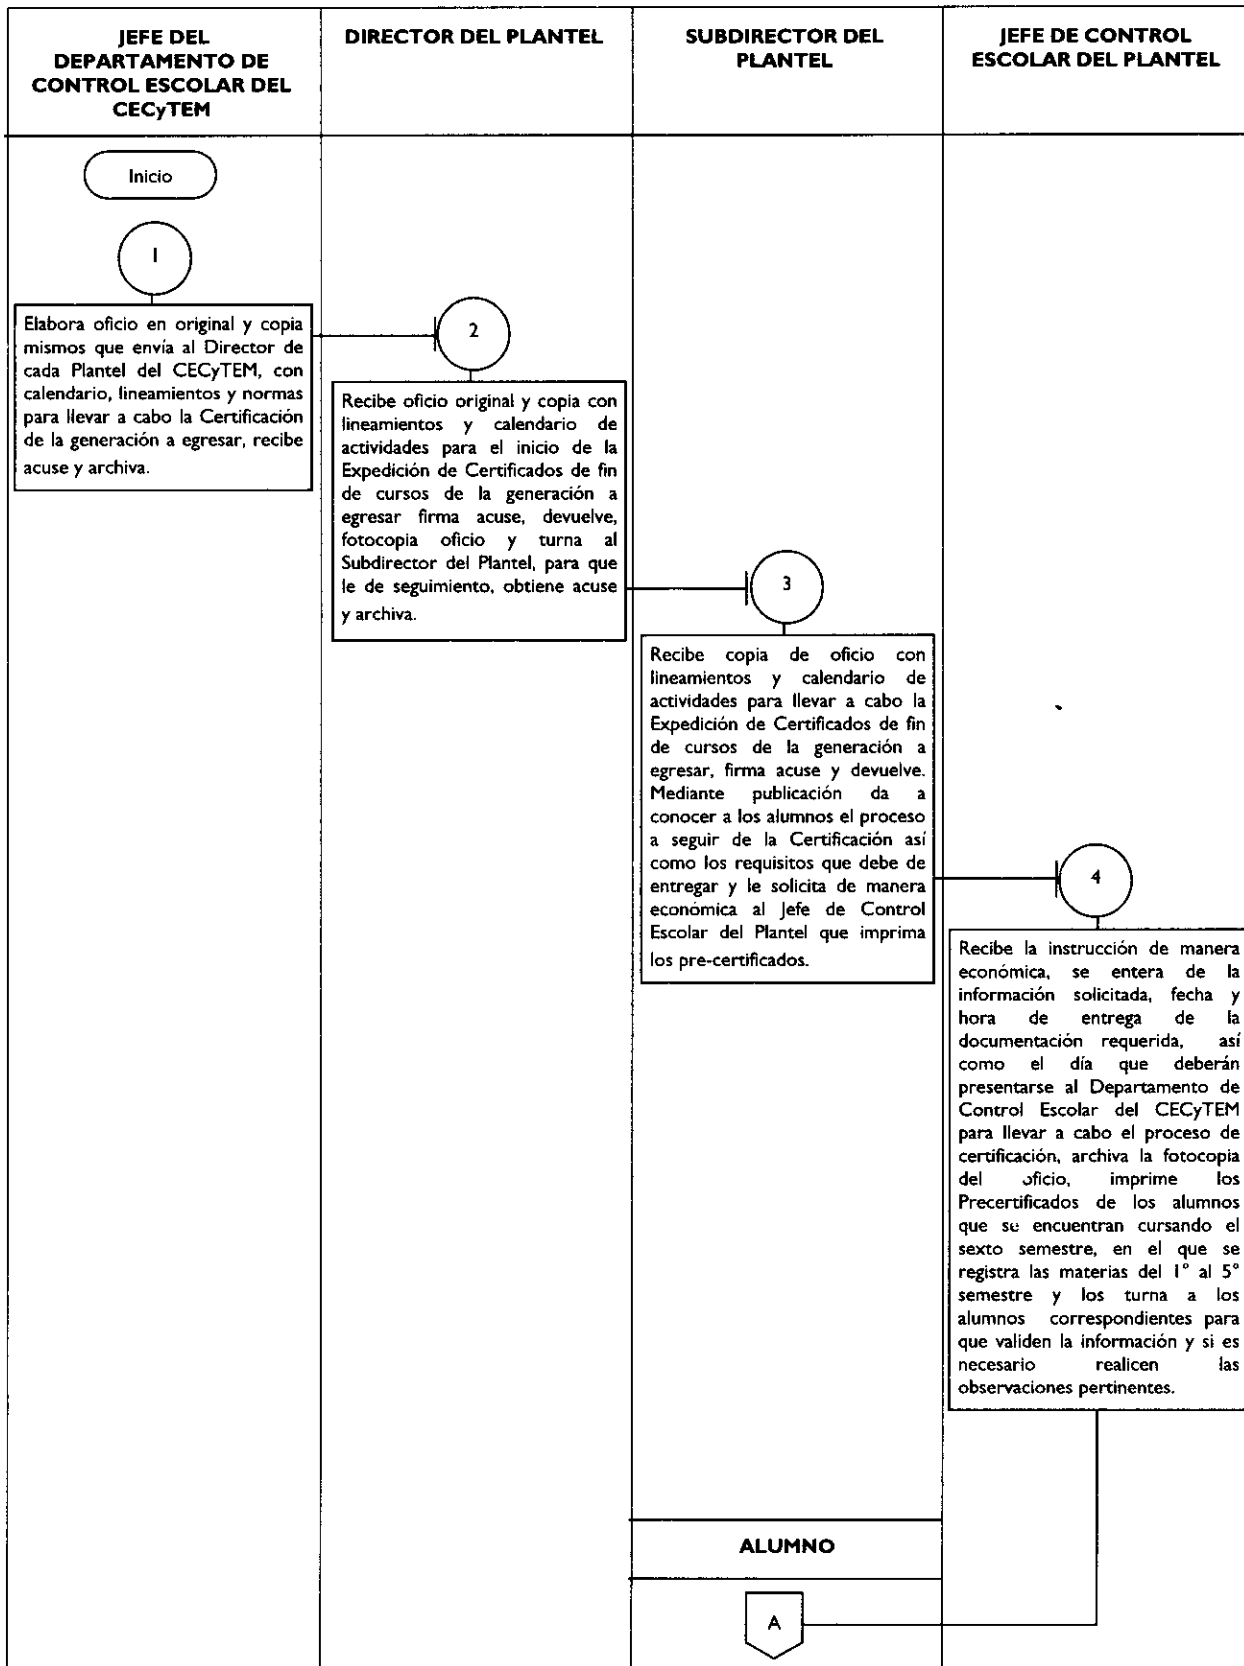 JEFE DEL
DEPARTAMENTO DE
CONTROL ESCOLAR DEL
CECyTEM
DIRECTOR DEL PLANTEL
SUBDIRECTOR DEL
PLANTEL
JEFE DE CONTROL
ESCOLAR DEL PLANTEL
Inicio
1
Elabora oficio en original y copia
mismos que envía al Director de
cada Plantel del CECyTEM, con
calendario, lineamientos y normas
para llevar a cabo la Certificación
de la generación a egresar, recibe
acuse y archiva.
2
Recibe oficio original y copia con
lineamientos y calendario de
actividades para el inicio de la
Expedición de Certificados de fin
de cursos de la generación a
egresar firma acuse, devuelve,
fotocopia oficio y turna al
Subdirector del Plantel, para que
le de seguimiento, obtiene acuse
y archiva.
3
Recibe copia de oficio con
lineamientos y calendario de
actividades para llevar a cabo la
Expedición de Certificados de fin
de cursos de la generación a
egresar, firma acuse y devuelve.
Mediante publicación da a
conocer a los alumnos el proceso
a seguir de la Certificación así
como los requisitos que debe de
entregar y le solicita de manera
económica al Jefe de Control
Escolar del Plantel que imprima
los pre-certificados.
4
Recibe la instrucción de manera
económica, se entera de la
información solicitada, fecha y
hora de entrega de la
documentación requerida, así
como el día que deberán
presentarse al Departamento de
Control Escolar del CECyTEM
para llevar a cabo el proceso de
certificación, archiva la fotocopia
del oficio, imprime los
Precertificados de los alumnos
que se encuentran cursando el
sexto semestre, en el que se
registra las materias del 1° al 5°
semestre y los turna a los
alumnos correspondientes para
que validen la información y si es
necesario realicen las
observaciones pertinentes.
ALUMNO
A